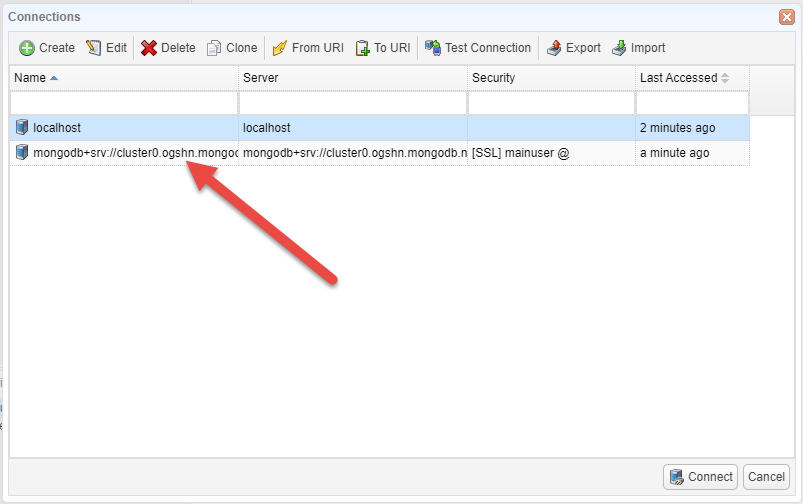 Connections
Create Edit Delete Clone From URI To URI Test Connection Export Import
Name Server Security Last Accessed
localhost localhost 2 minutes ago
mongodb+srv://cluster0.ogshn.mongod mongodb+srv://cluster0.ogshn.mongodb.n [SSL] mainuser @ a minute ago
Connect Cancel